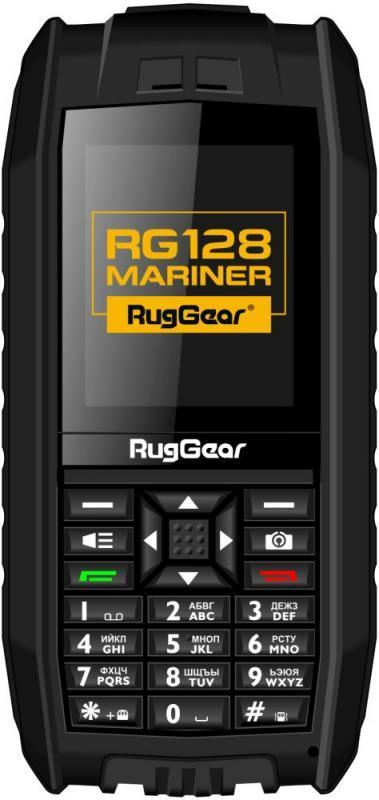 RG128
MARINER
RugGear®
RugGear
1
2 АБВГ ABC
3 ДЕЖЗ DEF
4 ИЙКЛ GHI
5 МНОП JKL
6 РСТУ MNO
7 ФХЦЧ PQRS
8 ШЩЪЫ TUV
9 ЬЭЮЯ WXYZ
* +
0
#